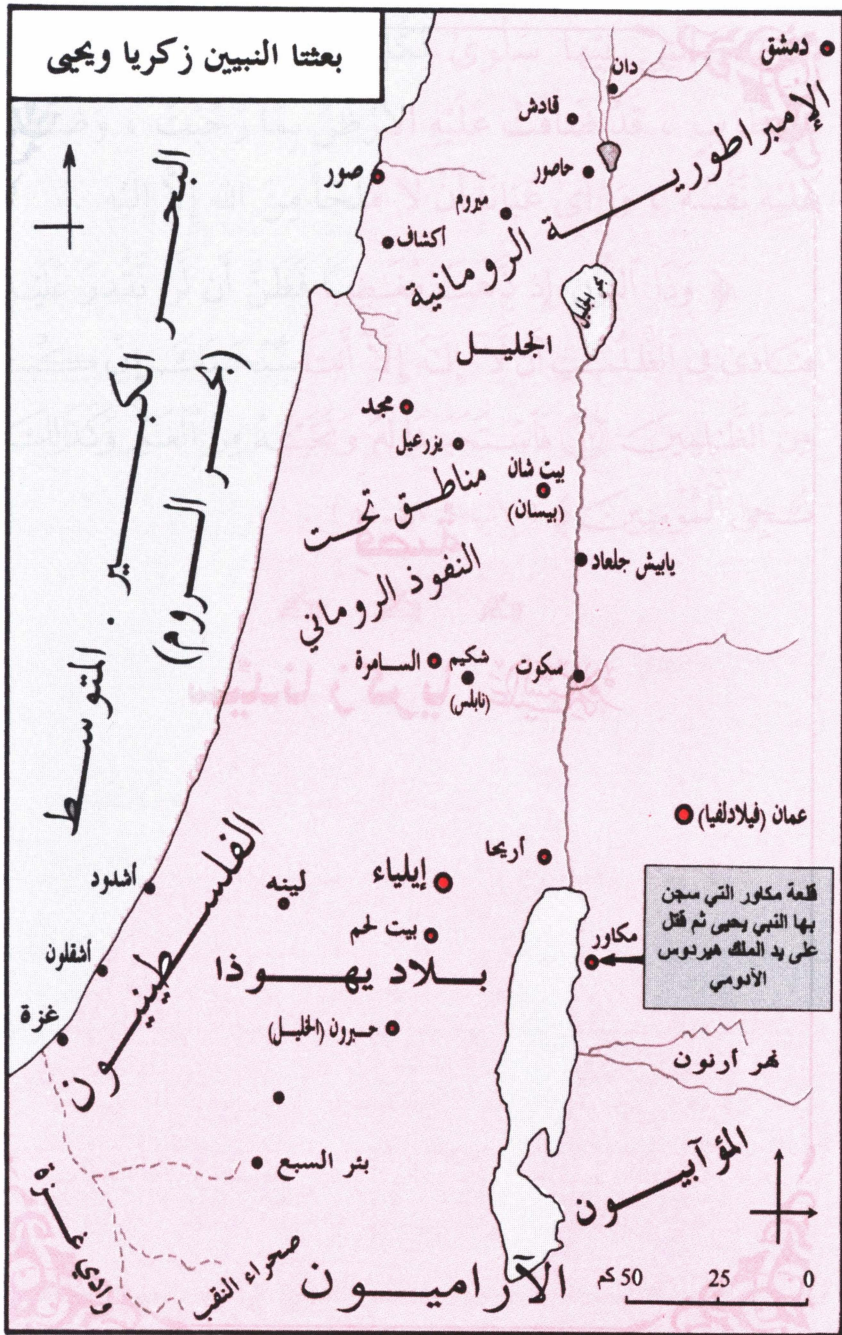 بعثتا النبيين زكريا ويحيى
دمشق
دان
قادش
الإمبراطورية الرومانية
صور
حاصور
ميروم
أكشاف
بحر الجليل
الجليل
البحر الكبير . المتوسط
(بحر الروم)
مجد
يزرعيل
بيت شان
(بيسان)
مناطق تحت
النفوذ الروماني
يابيش جلعاد
السامرة
شكيم
(نابلس)
سكوت
عمان (فيلادلفيا)
أريحا
إيلياء
لينه
أشدود
الفلسطينيون
بيت لحم
قلعة مكاور التي سجن
بها النبي يحيى ثم قتل
على يد الملك هيردوس
الآدومي
مكاور
بلاد يهوذا
أشقلون
غزة
حبرون (الخليل)
نهر أرنون
بئر السبع
المؤآبيون
وادي غزة
صحراء النقب
الآراميون
50 كم 25 0